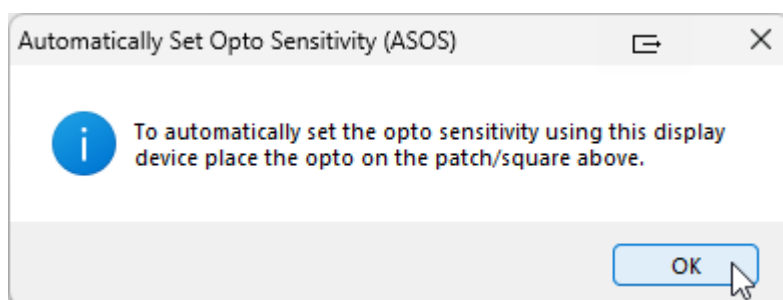 Automatically Set Opto Sensitivity (ASOS)
To automatically set the opto sensitivity using this display
device place the opto on the patch/square above.
OK